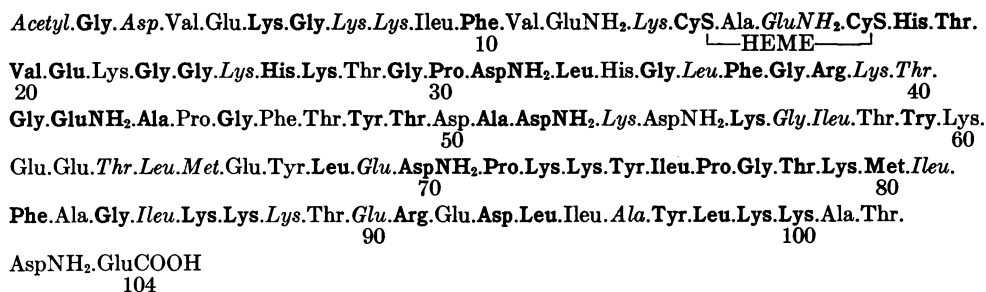 Acetyl.Gly.Asp.Val.Glu.Lys.Gly.Lys.Lys.Ileu.Phe.Val.GluNH₂.Lys.CyS.Ala.GluNH₂.CyS.His.Thr.
10 HEME
Val.Glu.Lys.Gly.Gly.Lys.His.Lys.Thr.Gly.Pro.AspNH₂.Leu.His.Gly.Leu.Phe.Gly.Arg.Lys.Thr.
20 30 40
Gly.GluNH₂.Ala.Pro.Gly.Phe.Thr.Tyr.Thr.Asp.Ala.AspNH₂.Lys.AspNH₂.Lys.Gly.Ileu.Thr.Try.Lys.
50 60
Glu.Glu.Thr.Leu.Met.Glu.Tyr.Leu.Glu.AspNH₂.Pro.Lys.Lys.Tyr.Ileu.Pro.Gly.Thr.Lys.Met.Ileu.
70 80
Phe.Ala.Gly.Ileu.Lys.Lys.Lys.Thr.Glu.Arg.Glu.Asp.Leu.Ileu.Ala.Tyr.Leu.Lys.Lys.Ala.Thr.
90 100
AspNH₂.GluCOOH
104